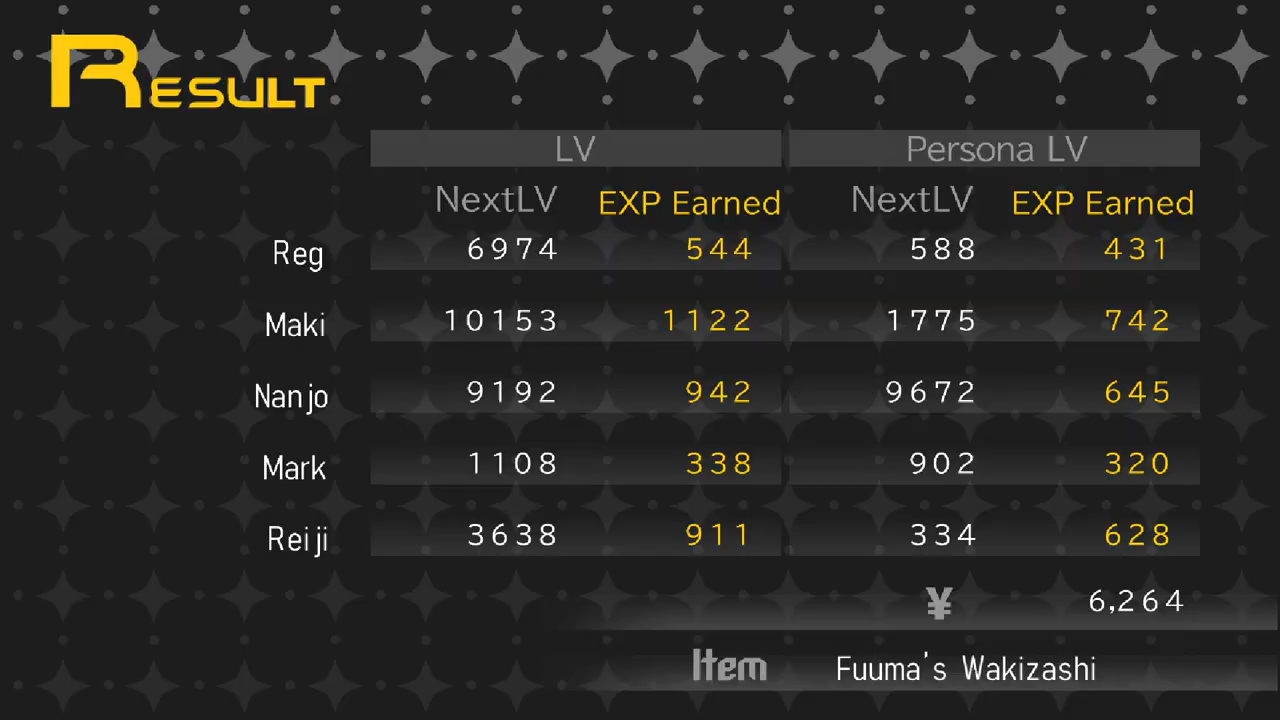 RESULT
LV Persona LV
NextLV EXP Earned NextLV EXP Earned
Reg 6974 544 588 431
Maki 10153 1122 1775 742
Nanjo 9192 942 9672 645
Mark 1108 338 902 320
Reiji 3638 911 334 628
¥ 6,264
Item Fuuma's Wakizashi